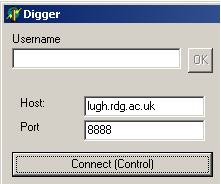 Digger
Username
OK
Host: lugh.rdg.ac.uk
Port 8888
Connect (Control)